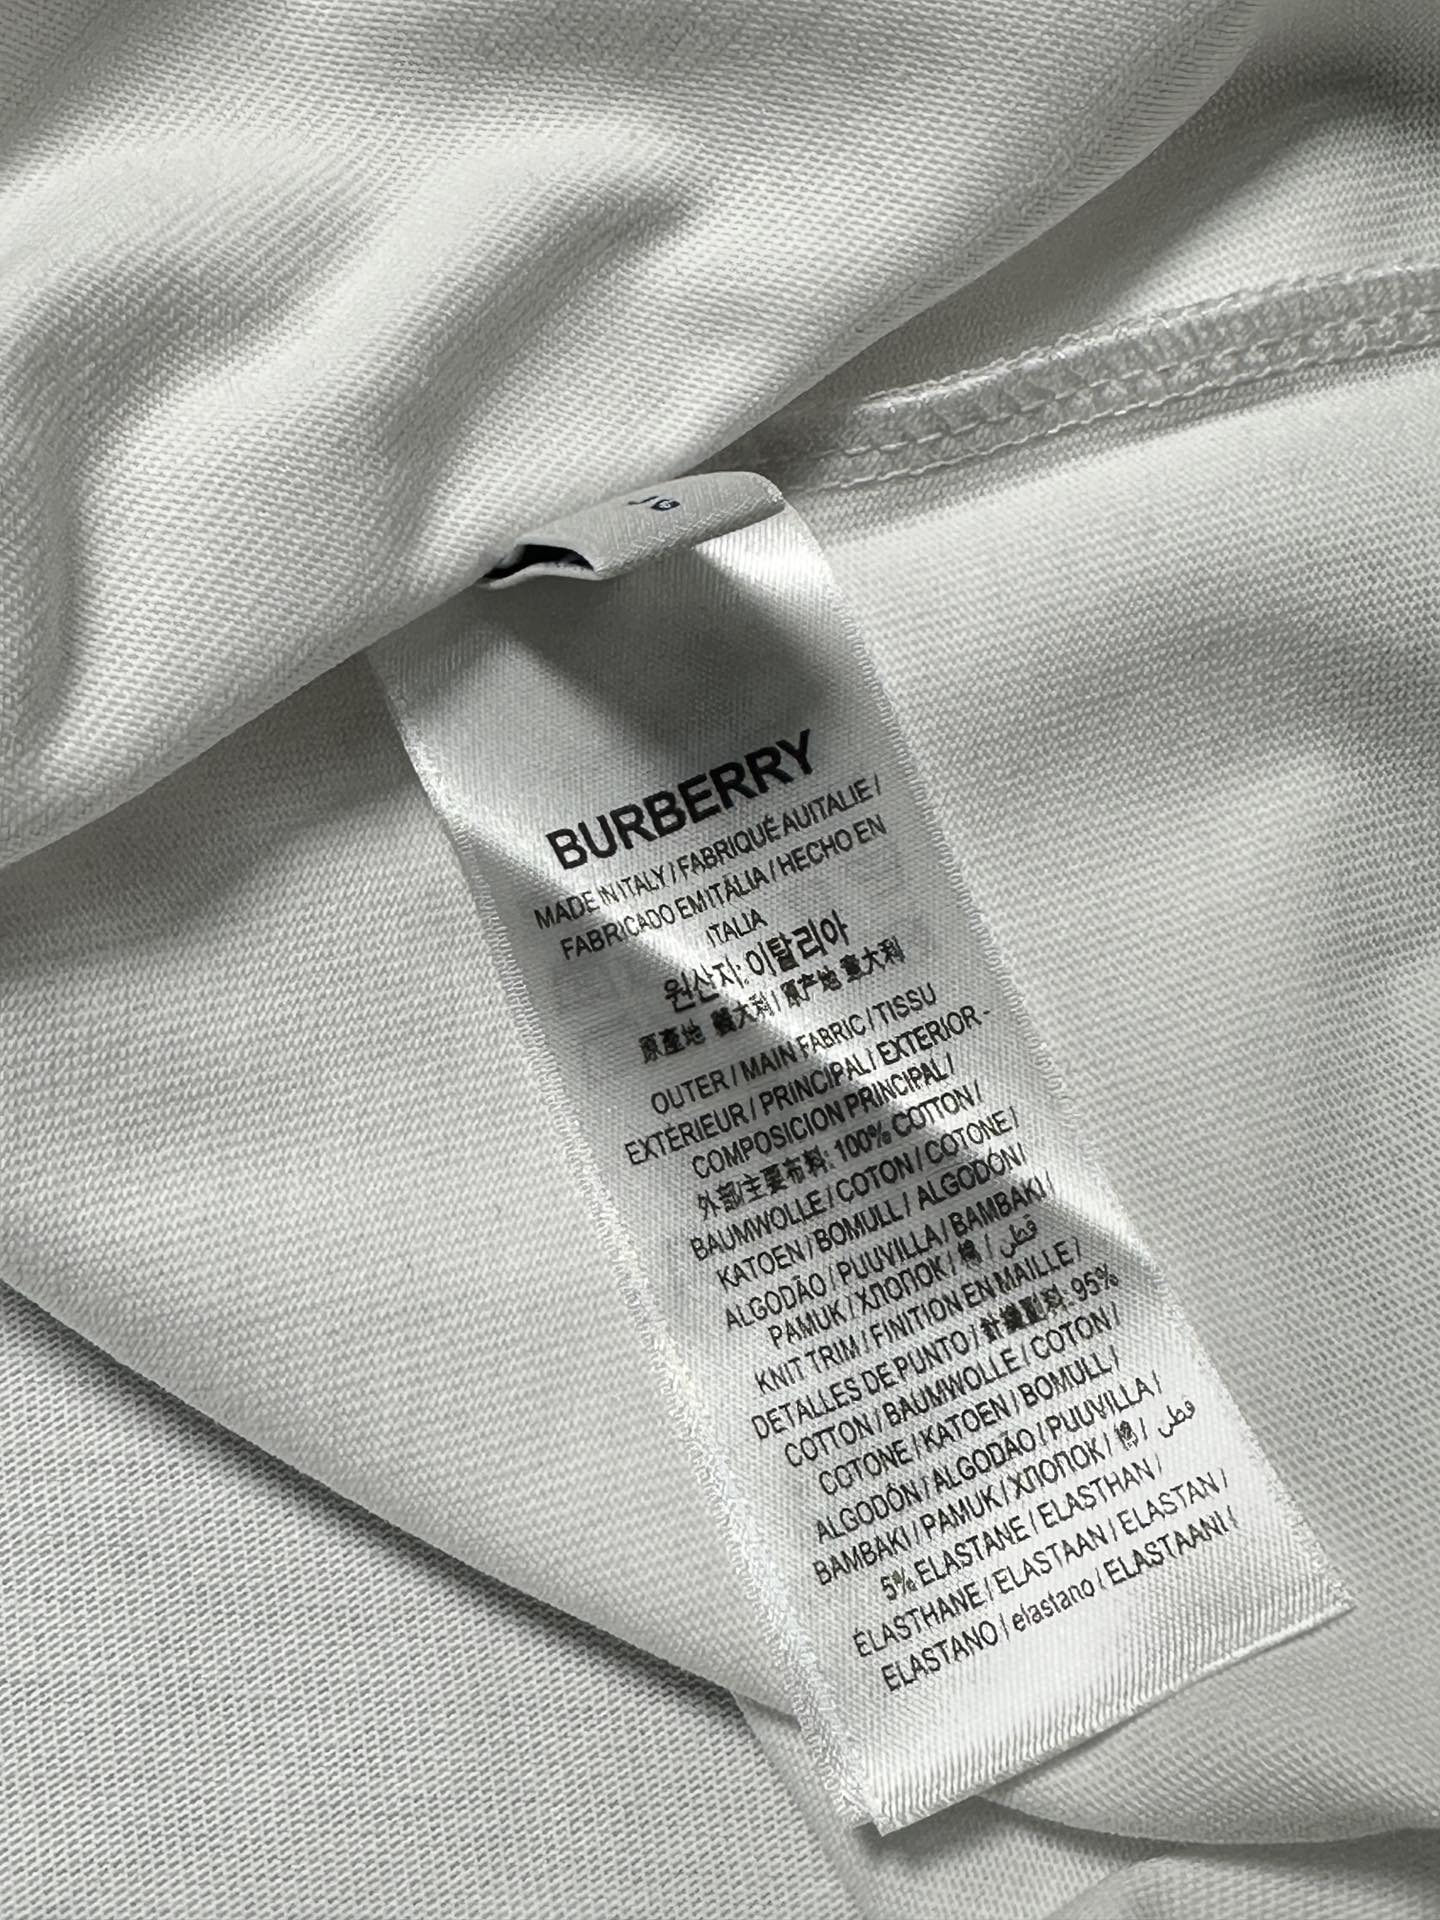 BURBERRY
MADE IN ITALY / FABRIQUÉ AU ITALIE /
FABRICADO EM ITÁLIA / HECHO EN
ITALIA
원산지: 이탈리아
原產地 義大利 / 原产地 意大利
OUTER / MAIN FABRIC / TISSU
EXTÉRIEUR / PRINCIPAL / EXTERIOR -
COMPOSICION PRINCIPAL /
外部/主要布料: 100% COTTON /
BAUMWOLLE / COTON / COTONE /
KATOEN / BOMULL / ALGODÓN /
ALGODÃO / PUUVILLA / BAMBAKI /
PAMUK / ХЛОПОК / 棉 / قطن
KNIT TRIM / FINITION EN MAILLE /
DETALLES DE PUNTO / 針織配料: 95%
COTTON / BAUMWOLLE / COTON /
COTONE / KATOEN / BOMULL /
ALGODÓN / ALGODÃO / PUUVILLA /
BAMBAKI / PAMUK / ХЛОПОК / 棉 / قطن
5% ELASTANE / ELASTHAN /
ÉLASTHANE / ELASTAAN / ELASTAN /
ELASTANO / elastano / ELASTAANI /